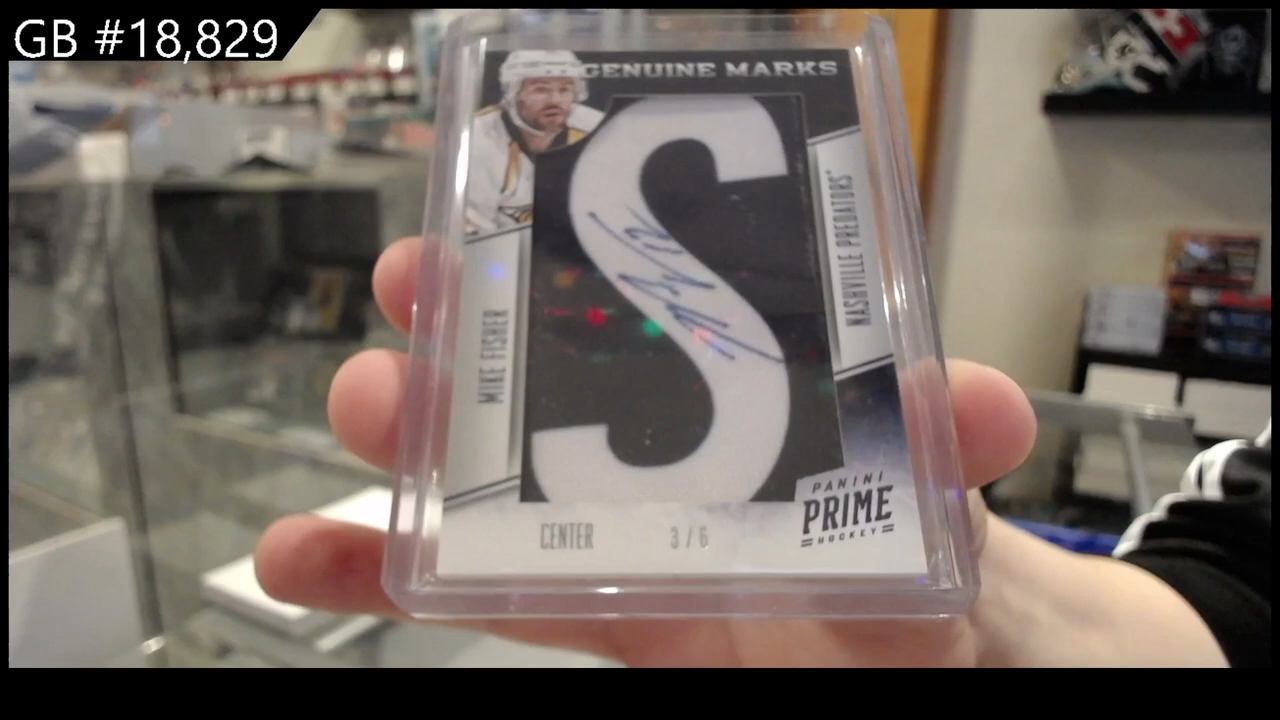 GB #18,829
GENUINE MARKS
S
MIKE FISHER
NASHVILLE PREDATORS
PANINI
PRIME
HOCKEY
CENTER
3/6